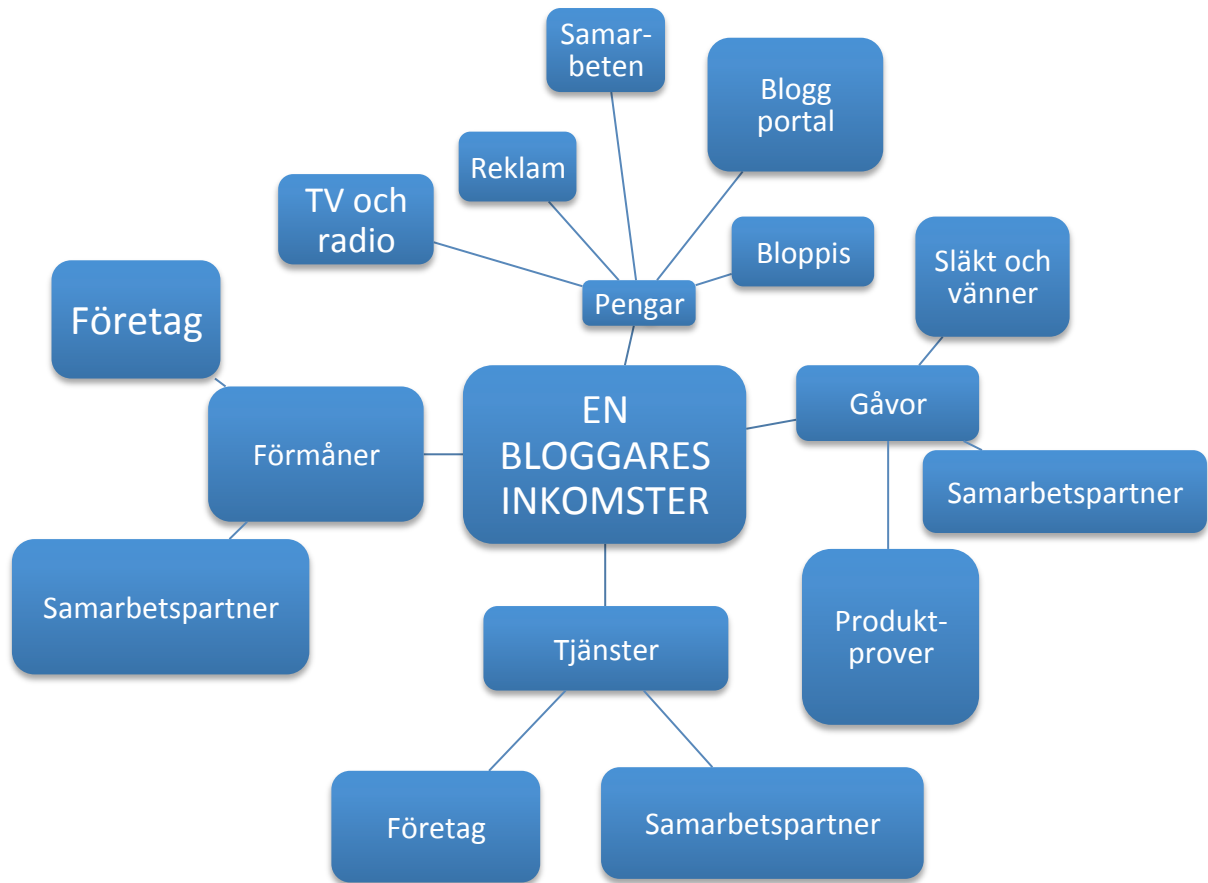 Samar-
beten
Blogg
portal
Reklam
TV och
radio
Bloppis
Släkt och
vänner
Pengar
Företag
EN
BLOGGARES
INKOMSTER
Gåvor
Förmåner
Samarbetspartner
Samarbetspartner
Produkt-
prover
Tjänster
Företag
Samarbetspartner